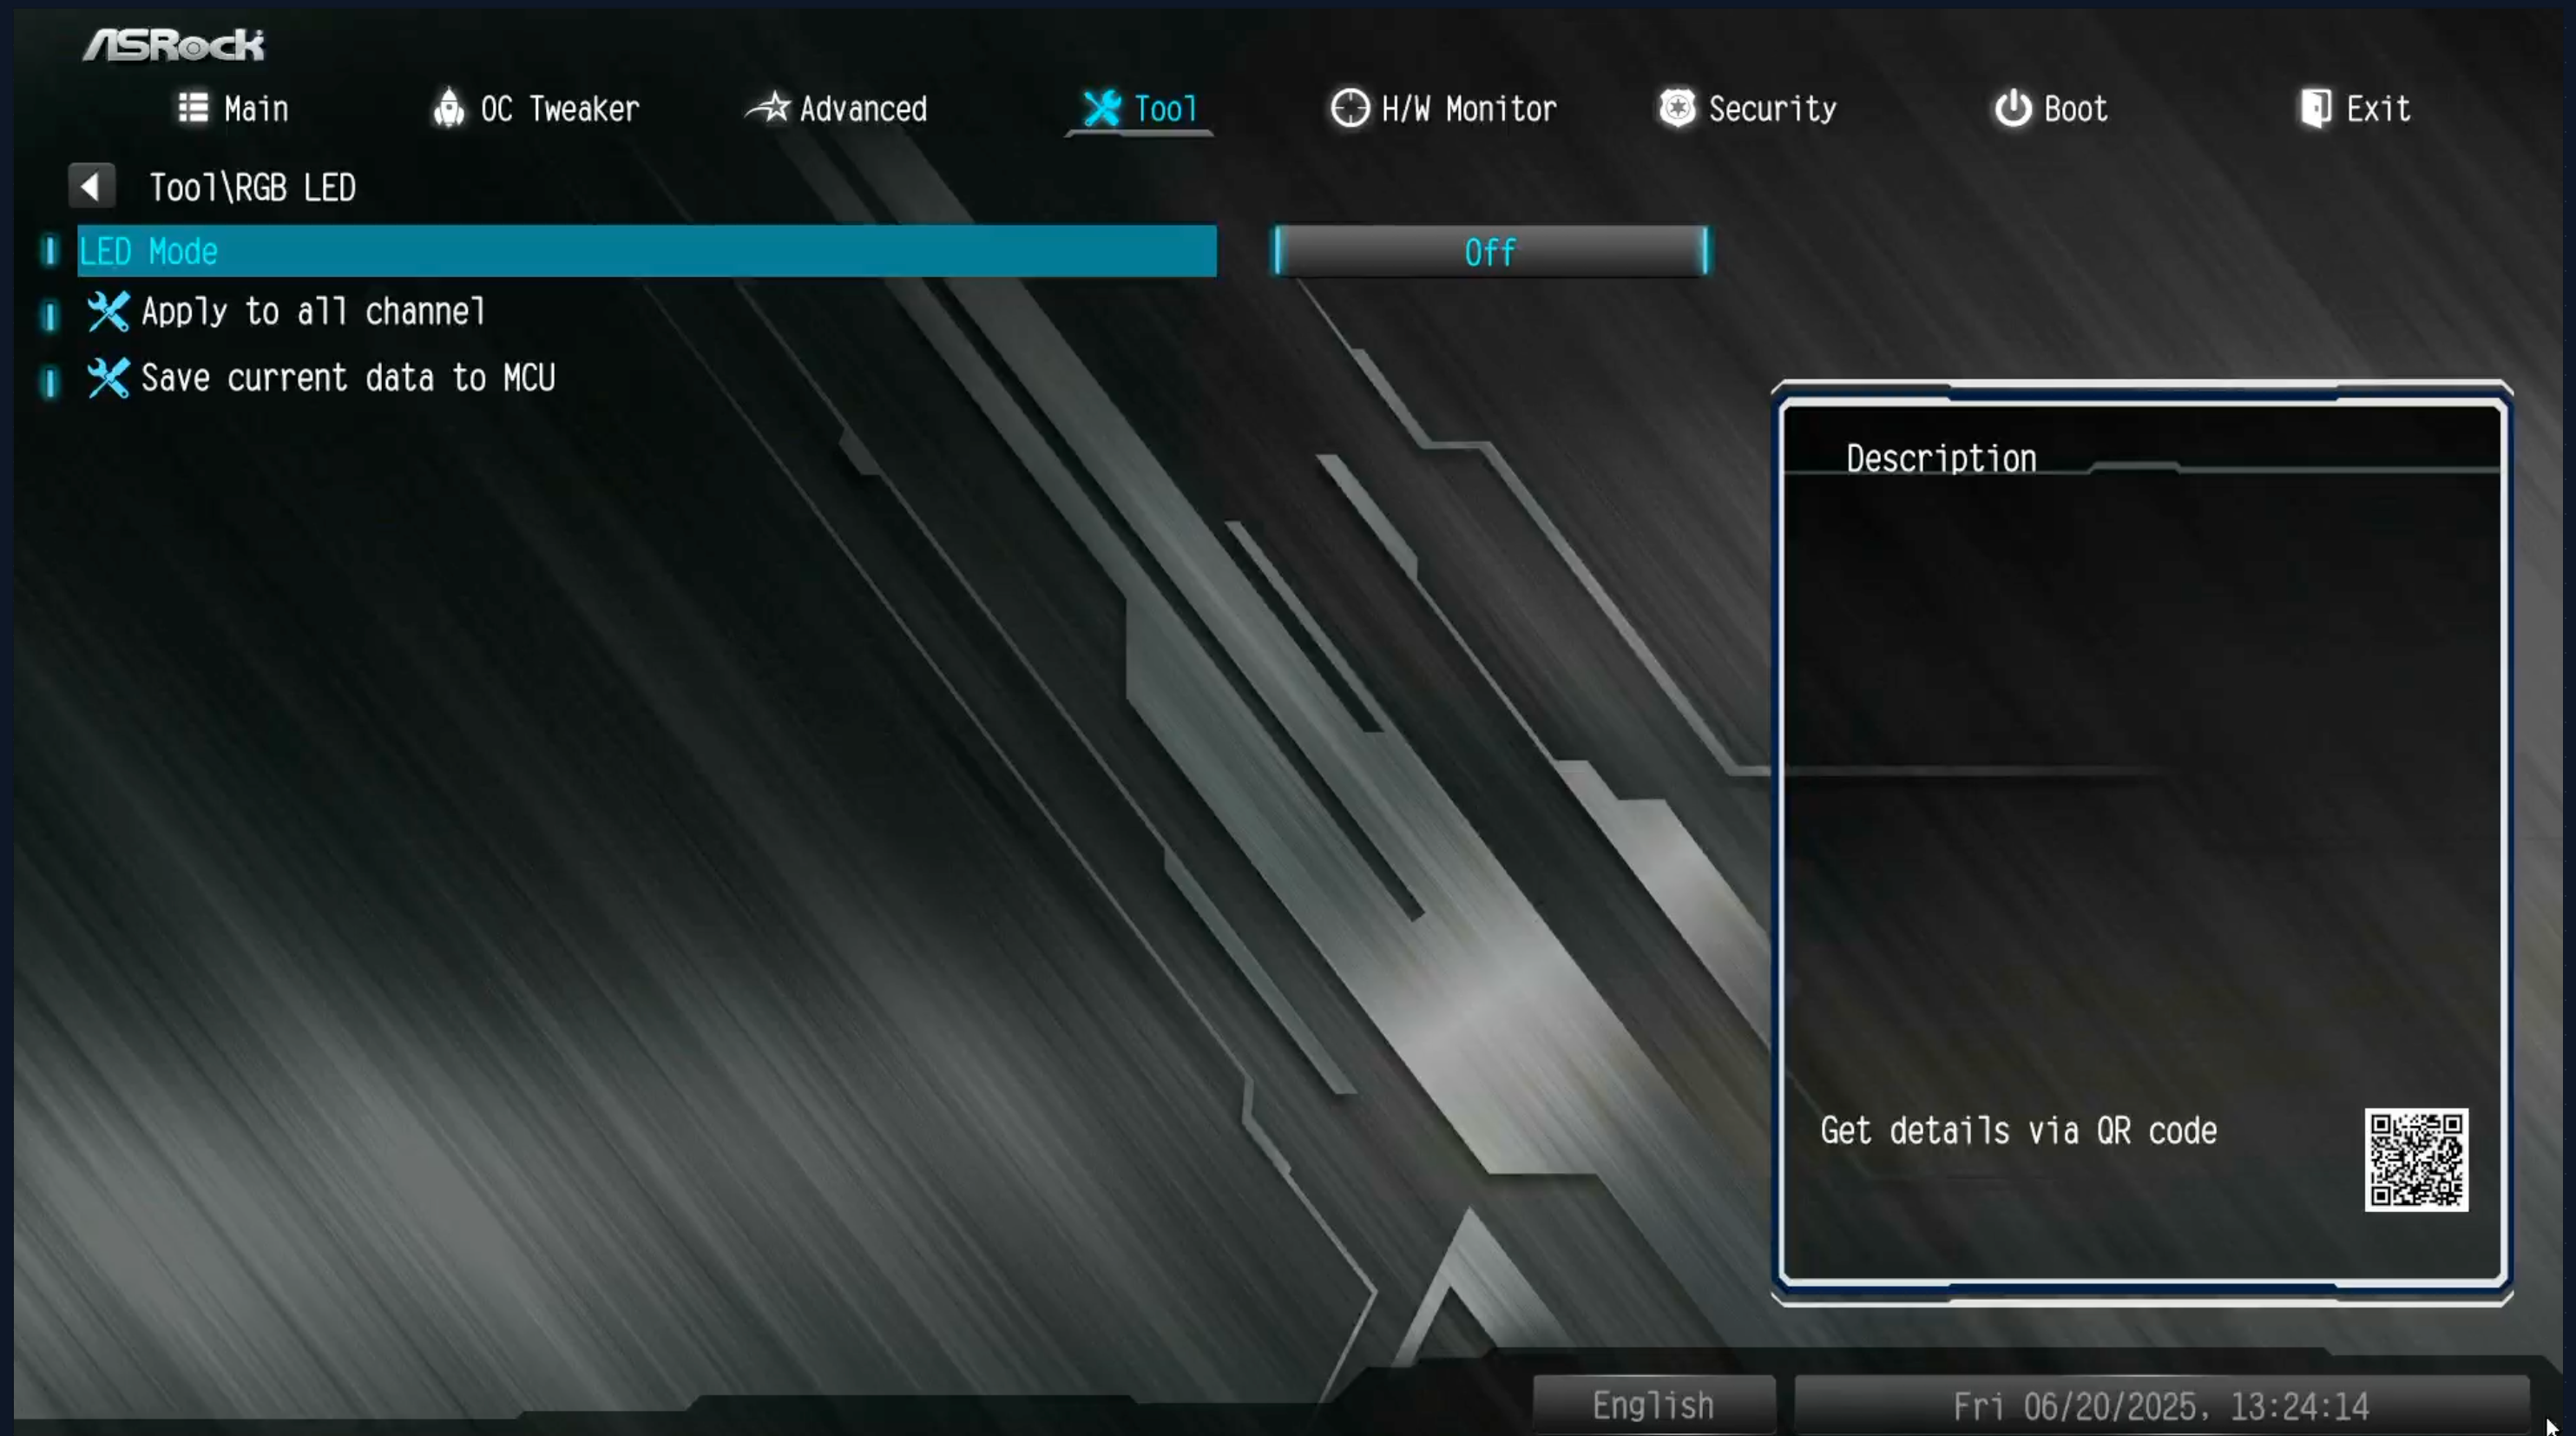 ASRock
Main OC Tweaker Advanced Tool H/W Monitor Security Boot Exit
Tool\RGB LED
LED Mode Off
Apply to all channel
Save current data to MCU
Description
Get details via QR code
English Fri 06/20/2025, 13:24:14